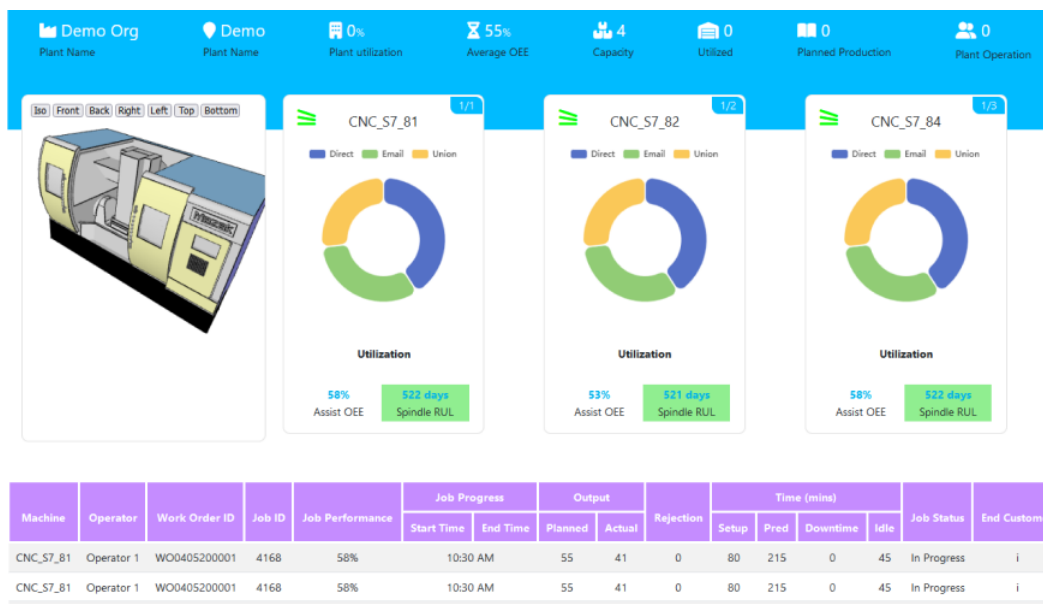 Demo Org
Plant Name
Demo
Plant Name
0%
Plant utilization
55%
Average OEE
4
Capacity
0
Utilized
0
Planned Production
0
Plant Operation
Iso Front Back Right Left Top Bottom
Mazak
1/1
CNC_S7_81
Direct Email Union
Utilization
58%
Assist OEE
522 days
Spindle RUL
1/2
CNC_S7_82
Direct Email Union
Utilization
53%
Assist OEE
521 days
Spindle RUL
1/3
CNC_S7_84
Direct Email Union
Utilization
58%
Assist OEE
522 days
Spindle RUL
Machine Operator Work Order ID Job ID Job Performance Job Progress Output Rejection Time (mins) Job Status End Custome
Start Time End Time Planned Actual Setup Pred Downtime Idle
CNC_S7_81 Operator 1 WO0405200001 4168 58% 10:30 AM 55 41 0 80 215 0 45 In Progress i
CNC_S7_81 Operator 1 WO0405200001 4168 58% 10:30 AM 55 41 0 80 215 0 45 In Progress i